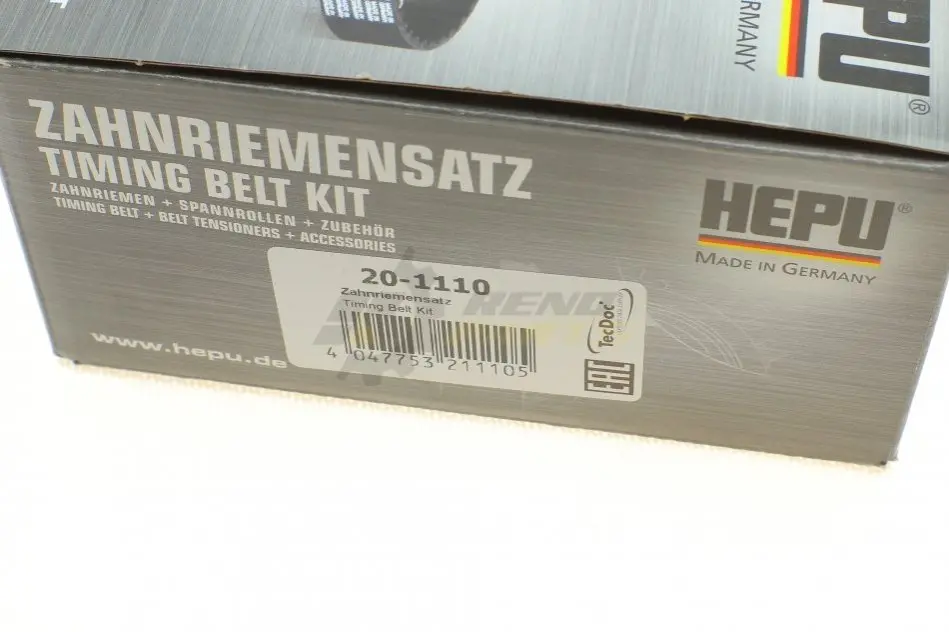 GERMANY
HEPU®
ZAHNRIEMENSATZ
TIMING BELT KIT
ZAHNRIEMEN + SPANNROLLEN + ZUBEHÖR
TIMING BELT + BELT TENSIONERS + ACCESSORIES
HEPU®
MADE IN GERMANY
20-1110
Zahnriemensatz
Timing Belt Kit
4 047753 211105
TecDoc®
EAC
www.hepu.de